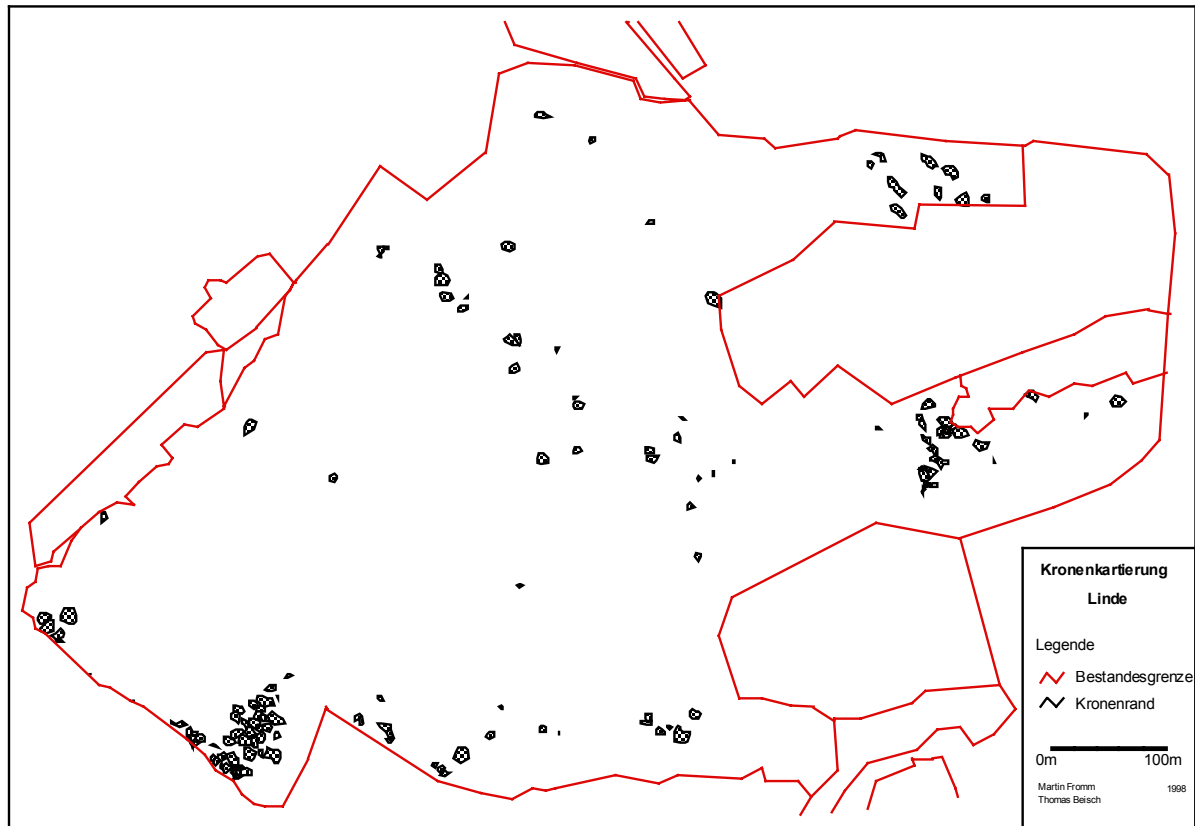 Kronenkartierung
Linde
Legende
Bestandesgrenze
Kronenrand
0m 100m
Martin Fromm 1998
Thomas Beisch